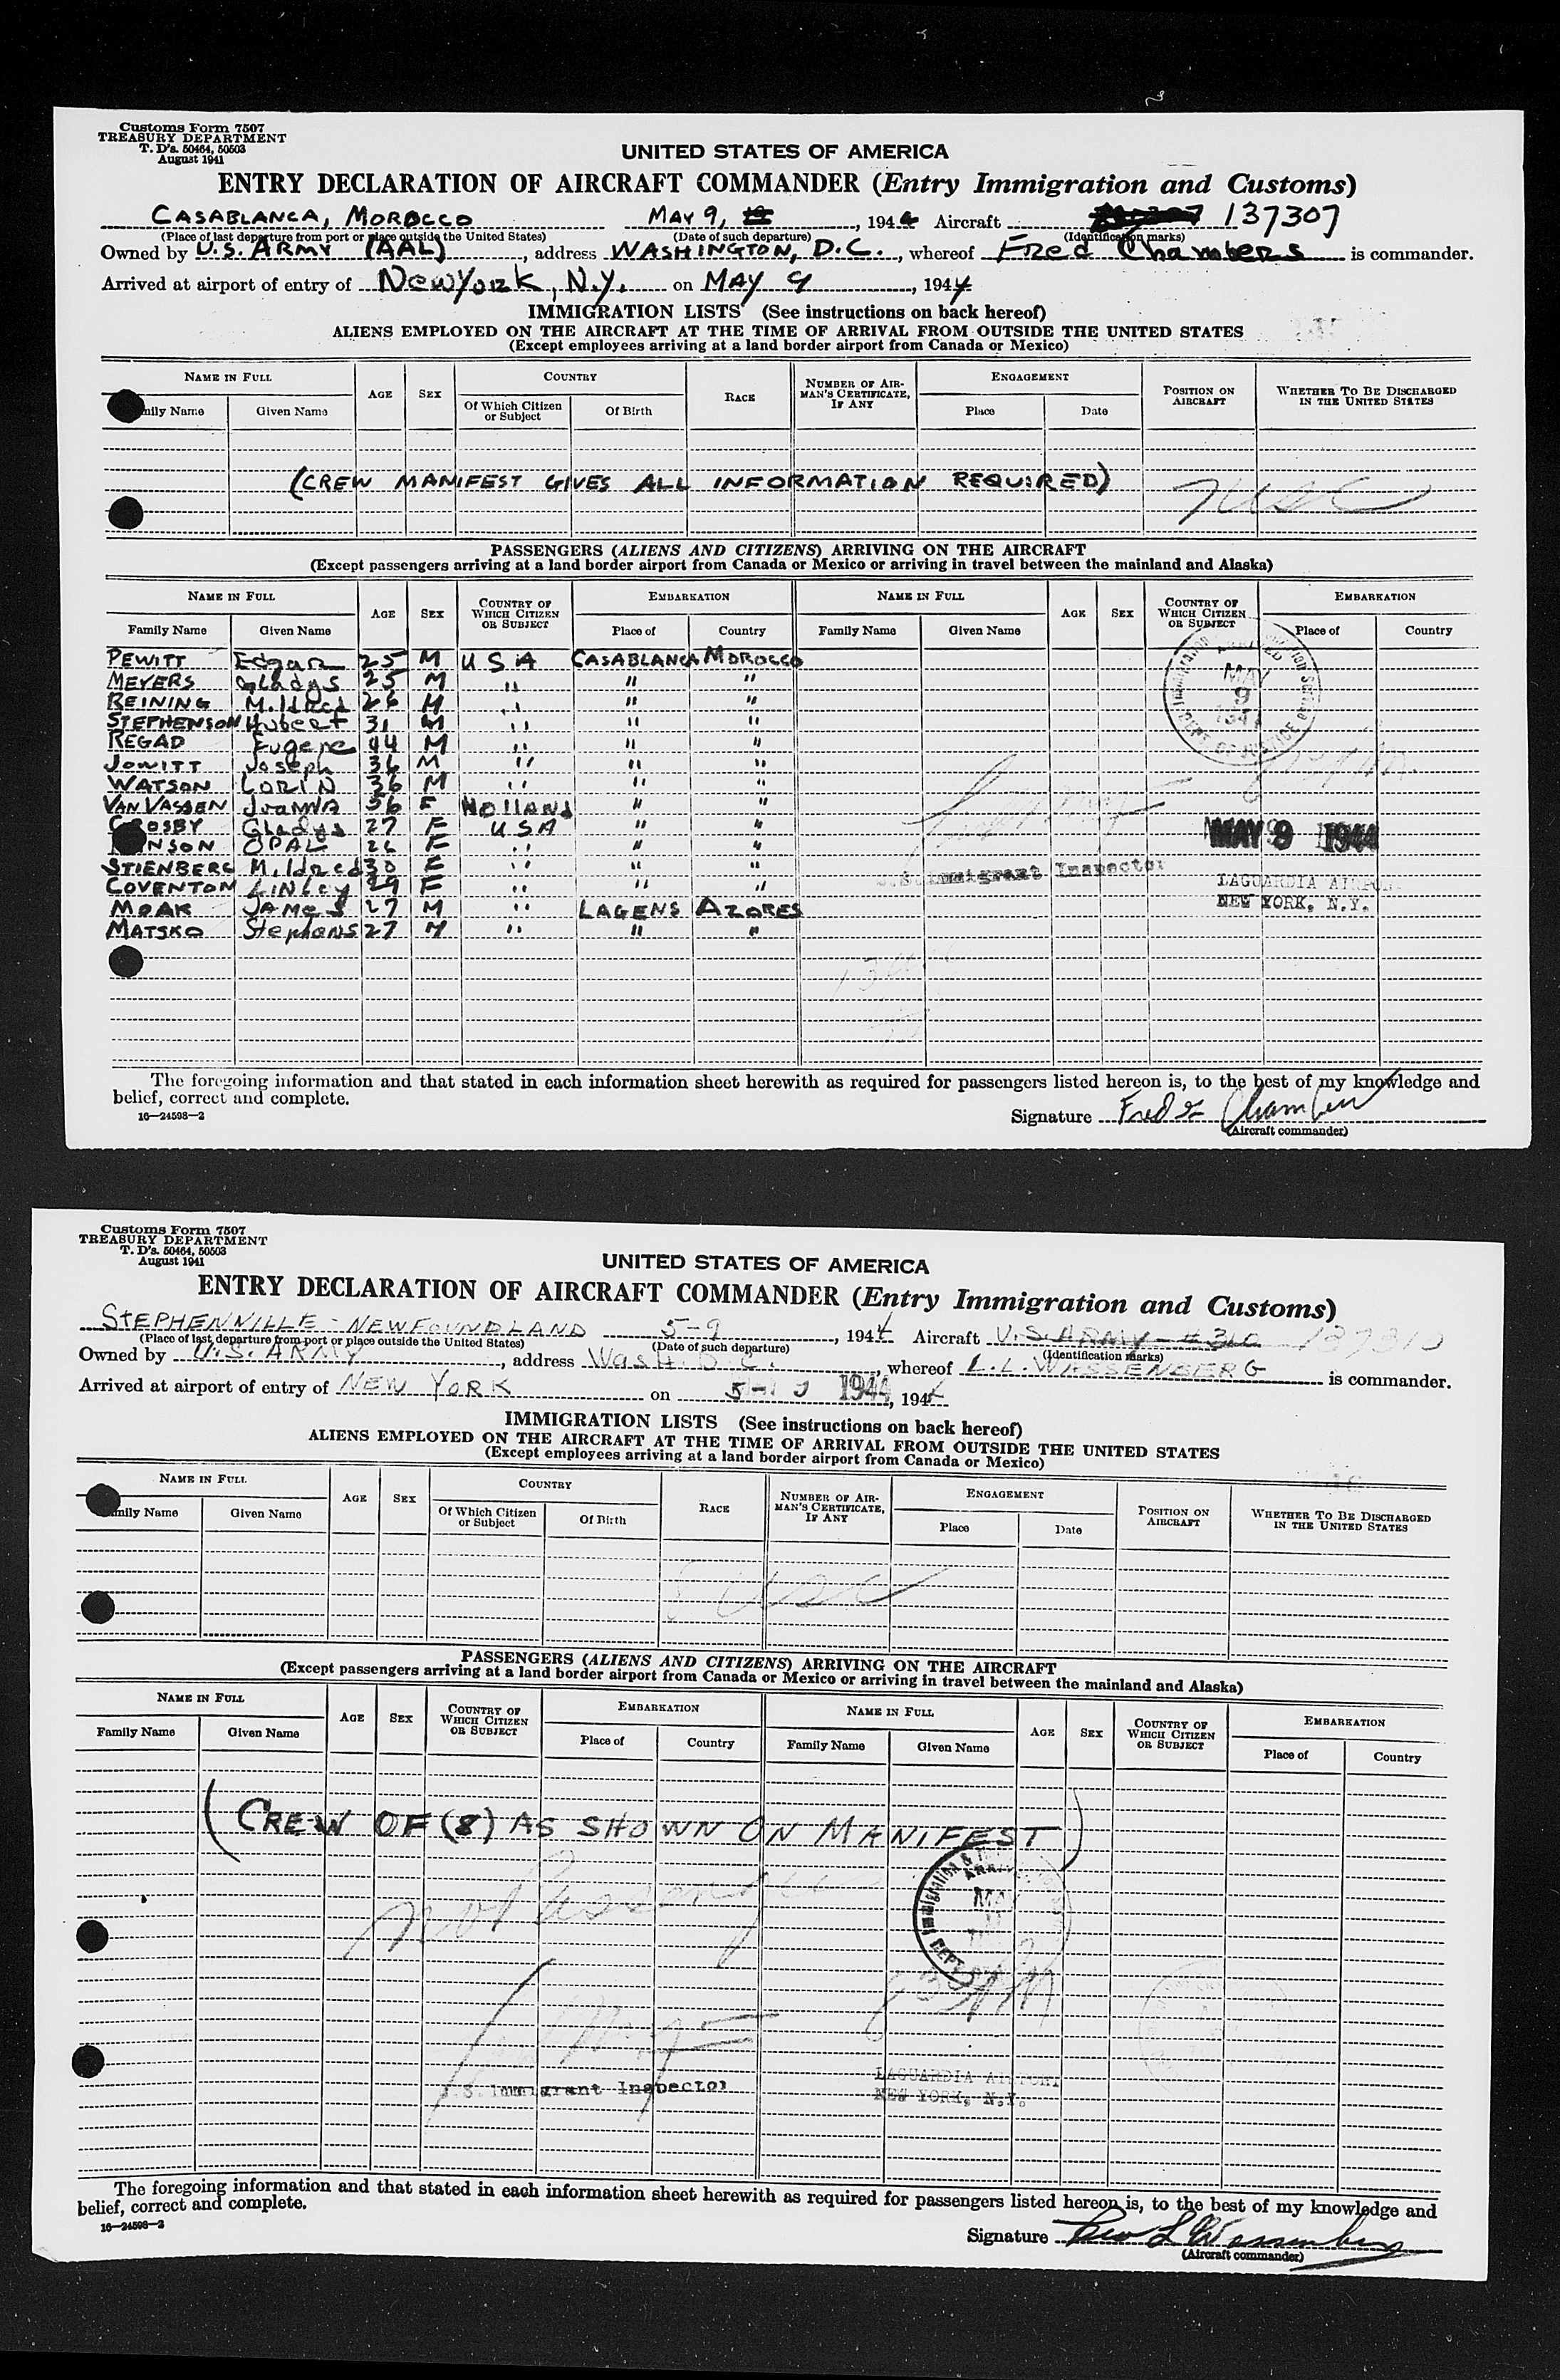 Customs Form 7507
TREASURY DEPARTMENT
T. D's. 50464, 50503
August 1941
UNITED STATES OF AMERICA
ENTRY DECLARATION OF AIRCRAFT COMMANDER (Entry Immigration and Customs)
CASABLANCA, MOROCCO MAY 9, 1944 Aircraft 137307
(Place of last departure from port or place outside the United States) (Date of such departure) (Identification marks)
Owned by U.S. ARMY (AAL), address WASHINGTON, D.C., whereof Fred Chambers is commander.
Arrived at airport of entry of New York, N.Y. on MAY 9, 1944
IMMIGRATION LISTS (See instructions on back hereof)
ALIENS EMPLOYED ON THE AIRCRAFT AT THE TIME OF ARRIVAL FROM OUTSIDE THE UNITED STATES
(Except employees arriving at a land border airport from Canada or Mexico)
NAME IN FULL AGE SEX COUNTRY RACE NUMBER OF AIRMAN'S CERTIFICATE, IF ANY ENGAGEMENT POSITION ON AIRCRAFT WHETHER TO BE DISCHARGED IN THE UNITED STATES
mily Name Given Name Of Which Citizen or Subject Of Birth Place Date
(CREW MANIFEST GIVES ALL INFORMATION REQUIRED)
7 USC
PASSENGERS (ALIENS AND CITIZENS) ARRIVING ON THE AIRCRAFT
(Except passengers arriving at a land border airport from Canada or Mexico or arriving in travel between the mainland and Alaska)
NAME IN FULL AGE SEX COUNTRY OF WHICH CITIZEN OR SUBJECT EMBARKATION NAME IN FULL AGE SEX COUNTRY OF WHICH CITIZEN OR SUBJECT EMBARKATION
Family Name Given Name Place of Country Family Name Given Name Place of Country
PEWITT Edgar 25 M USA CASABLANCA MOROCCO
MEYERS Gladys 25 M " " "
REINING Mildred 26 M " " "
STEPHENSON Hubert 31 M " " "
REGAD Eugene 44 M " " "
JOWITT Joseph 36 M " " "
WATSON LORIN 36 M " " "
VAN VASSEN 56 F HOLLAND " "
CROSBY Gladys 27 F USA " "
NSON OPAL 26 F " " "
STIENBERG Mildred 30 F " " "
COVENTON LINLEY 29 F " " "
MOAK JAMES 27 M " LAGENS AZORES
MATSKO Stephens 27 M " " "
MAY 9 1944
U.S. Immigrant Inspector
LAGUARDIA AIRPORT
NEW YORK, N.Y.
The foregoing information and that stated in each information sheet herewith as required for passengers listed hereon is, to the best of my knowledge and
belief, correct and complete.
16—24598—2
Signature Fred Chambers
(Aircraft commander)
Customs Form 7507
TREASURY DEPARTMENT
T. D's. 50464, 50503
August 1941
UNITED STATES OF AMERICA
ENTRY DECLARATION OF AIRCRAFT COMMANDER (Entry Immigration and Customs)
STEPHENVILLE - NEWFOUNDLAND 5-9, 1944 Aircraft U.S. ARMY - #310 137310
(Place of last departure from port or place outside the United States) (Date of such departure) (Identification marks)
Owned by U.S. ARMY, address WASH. D.C., whereof L.L. WASSENBERG is commander.
Arrived at airport of entry of NEW YORK on 5-9 1944, 1944
IMMIGRATION LISTS (See instructions on back hereof)
ALIENS EMPLOYED ON THE AIRCRAFT AT THE TIME OF ARRIVAL FROM OUTSIDE THE UNITED STATES
(Except employees arriving at a land border airport from Canada or Mexico)
NAME IN FULL AGE SEX COUNTRY RACE NUMBER OF AIRMAN'S CERTIFICATE, IF ANY ENGAGEMENT POSITION ON AIRCRAFT WHETHER TO BE DISCHARGED IN THE UNITED STATES
mily Name Given Name Of Which Citizen or Subject Of Birth Place Date
8 USC
PASSENGERS (ALIENS AND CITIZENS) ARRIVING ON THE AIRCRAFT
(Except passengers arriving at a land border airport from Canada or Mexico or arriving in travel between the mainland and Alaska)
NAME IN FULL AGE SEX COUNTRY OF WHICH CITIZEN OR SUBJECT EMBARKATION NAME IN FULL AGE SEX COUNTRY OF WHICH CITIZEN OR SUBJECT EMBARKATION
Family Name Given Name Place of Country Family Name Given Name Place of Country
(CREW OF (8) AS SHOWN ON MANIFEST)
no Passengers
U.S. Immigrant Inspector
LAGUARDIA AIRPORT
NEW YORK, N.Y.
The foregoing information and that stated in each information sheet herewith as required for passengers listed hereon is, to the best of my knowledge and
belief, correct and complete.
16—24598—2
Signature Leo L Wassenberg
(Aircraft commander)